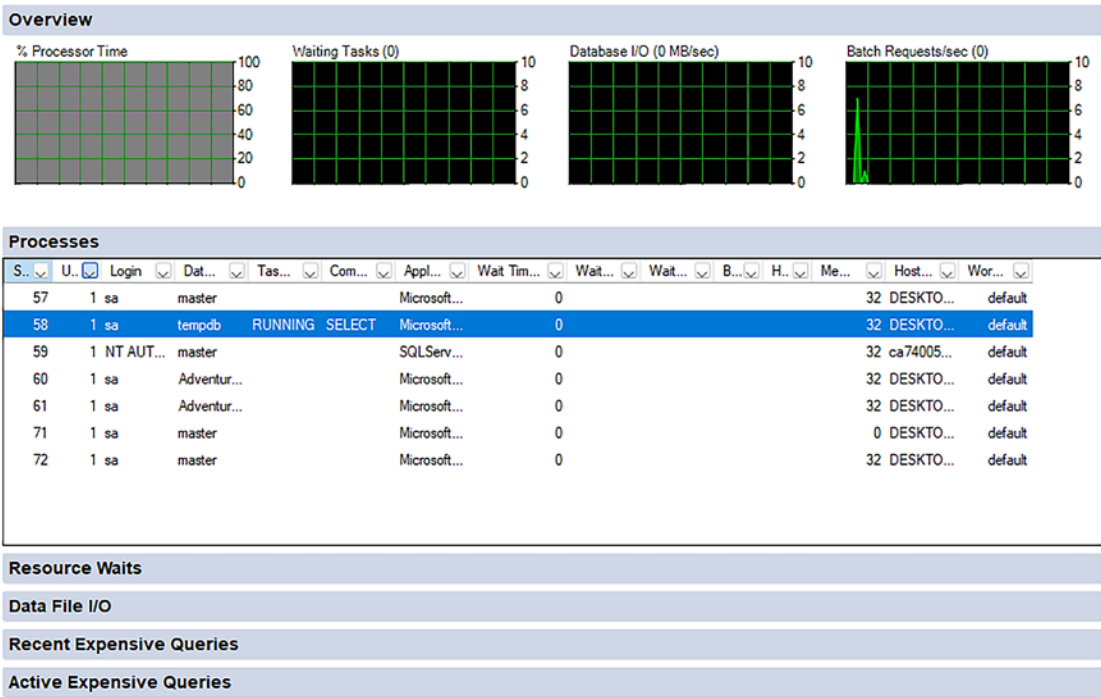 Overview
% Processor Time
100
80
60
40
20
0
Waiting Tasks (0)
10
8
6
4
2
0
Database I/O (0 MB/sec)
10
8
6
4
2
0
Batch Requests/sec (0)
10
8
6
4
2
0
Processes
S... U... Login Dat... Tas... Com... Appl... Wait Tim... Wait... Wait... B... H... Me... Host... Wor...
57 1 sa master Microsoft... 0 32 DESKTO... default
58 1 sa tempdb RUNNING SELECT Microsoft... 0 32 DESKTO... default
59 1 NT AUT... master SQLServ... 0 32 ca74005... default
60 1 sa Adventur... Microsoft... 0 32 DESKTO... default
61 1 sa Adventur... Microsoft... 0 32 DESKTO... default
71 1 sa master Microsoft... 0 0 DESKTO... default
72 1 sa master Microsoft... 0 32 DESKTO... default
Resource Waits
Data File I/O
Recent Expensive Queries
Active Expensive Queries